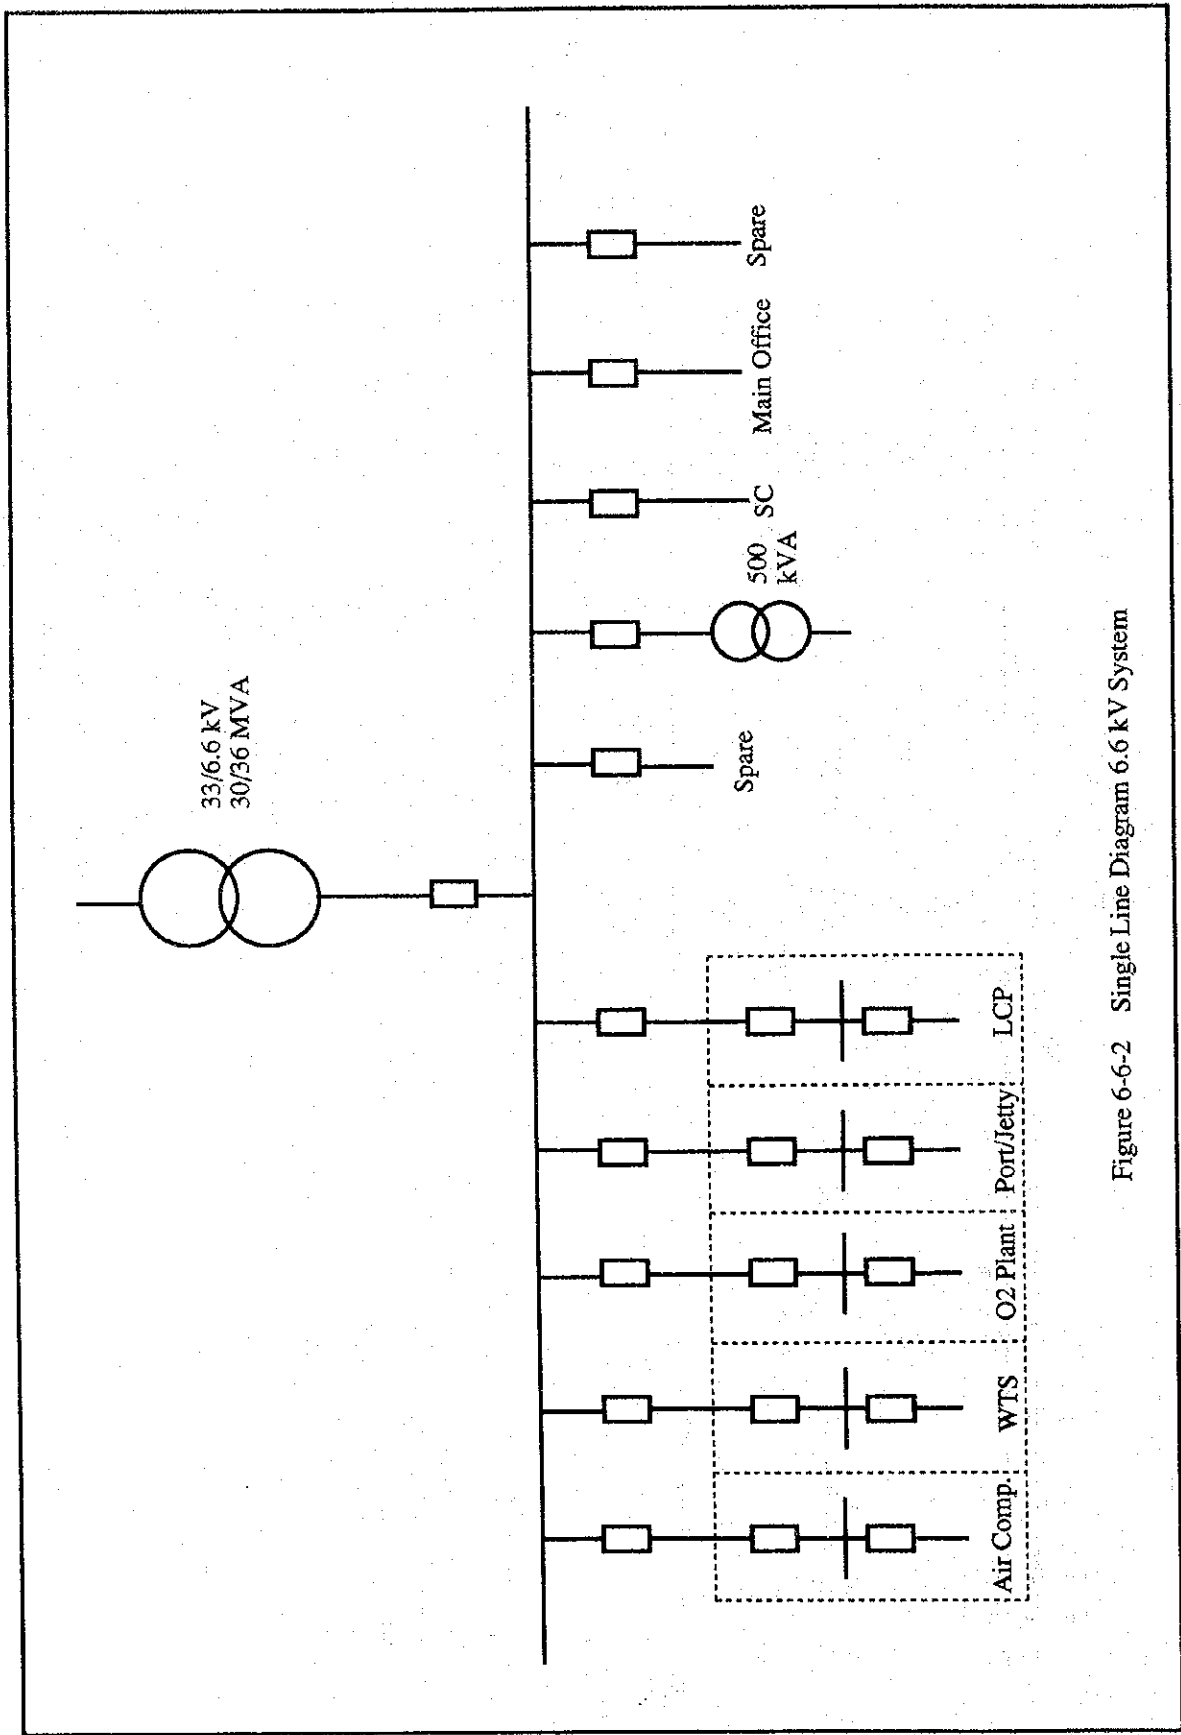 33/6.6 kV
30/36 MVA
Air Comp.
WTS
O2 Plant
Port/Jetty
LCP
Spare
500
kVA
SC
Main Office
Spare
Figure 6-6-2 Single Line Diagram 6.6 kV System